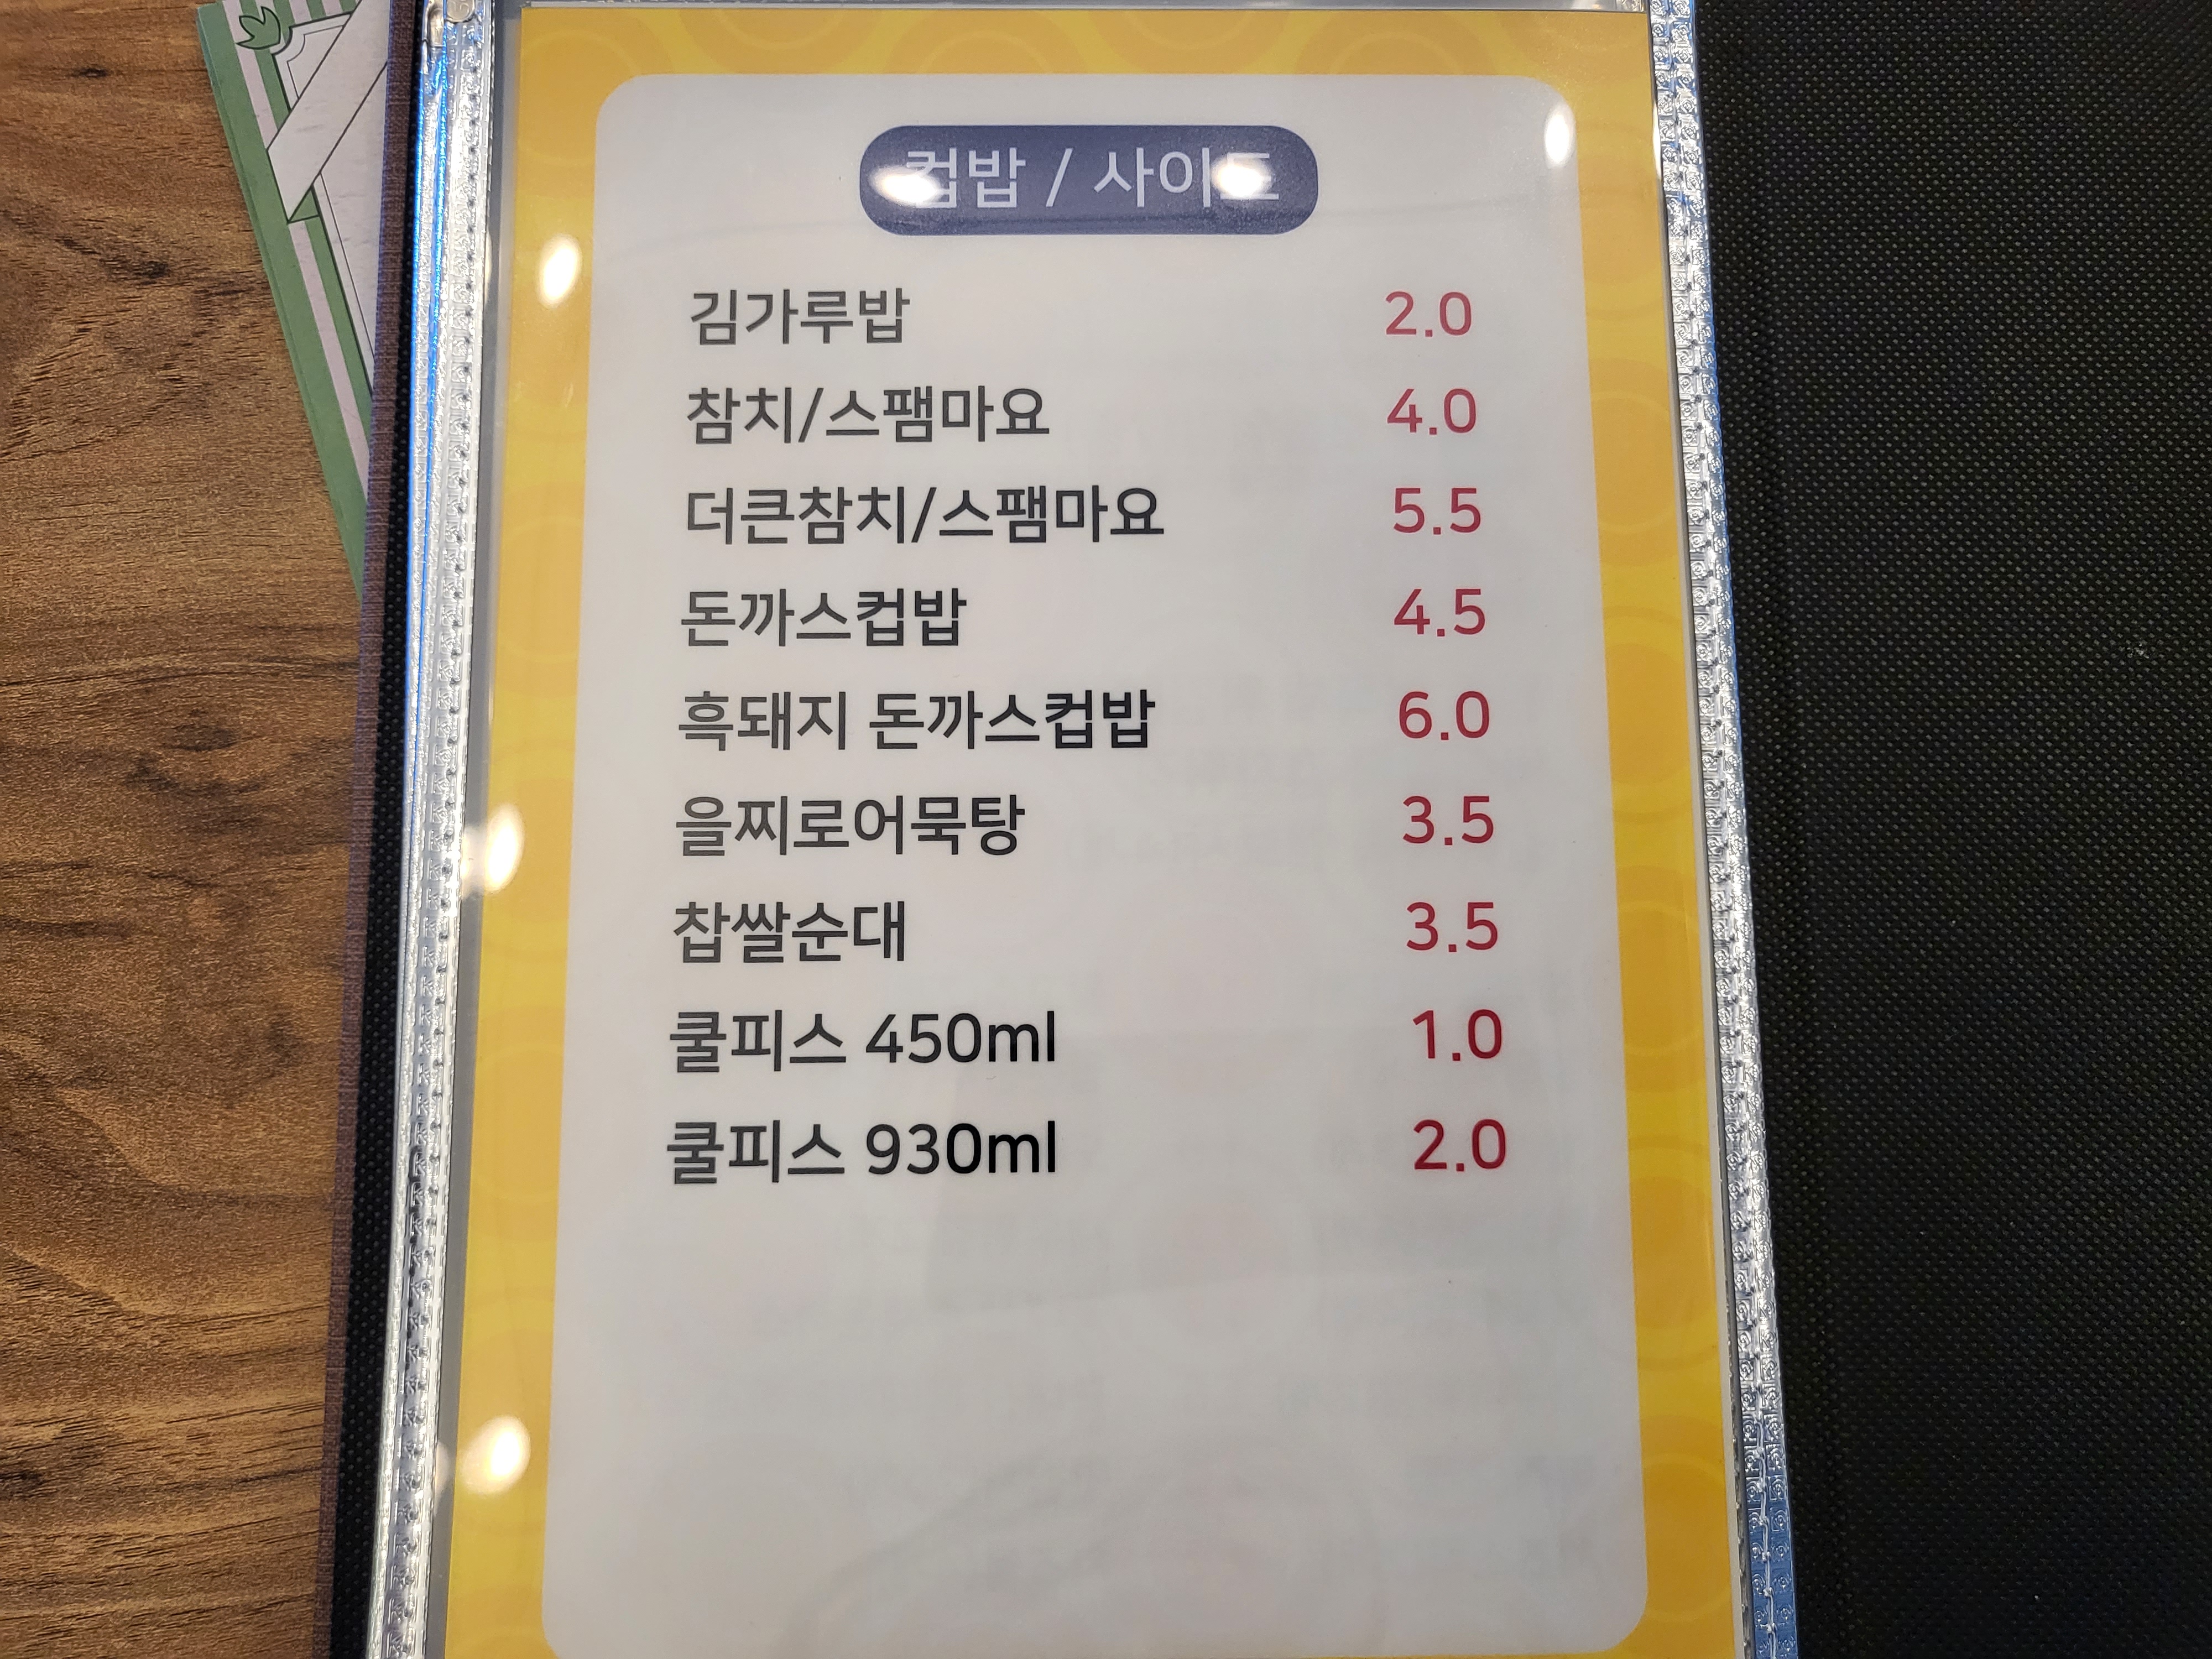 컵밥 / 사이드
김가루밥 2.0
참치/스팸마요 4.0
더큰참치/스팸마요 5.5
돈까스컵밥 4.5
흑돼지 돈까스컵밥 6.0
을찌로어묵탕 3.5
찹쌀순대 3.5
쿨피스 450ml 1.0
쿨피스 930ml 2.0